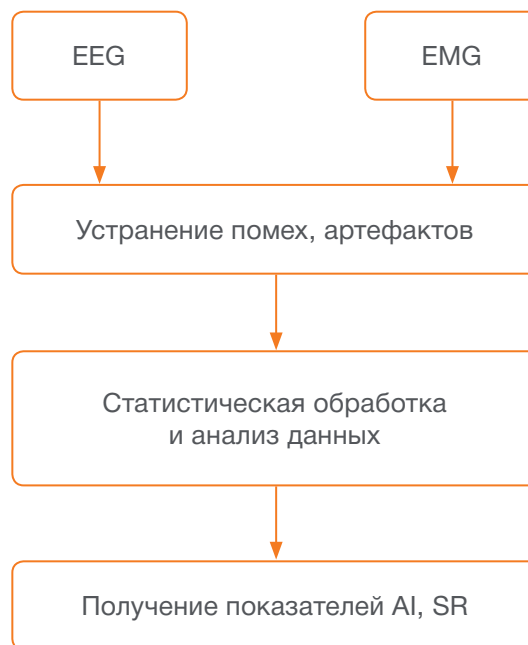 EEG
EMG
Устранение помех, артефактов
Статистическая обработка
и анализ данных
Получение показателей AI, SR